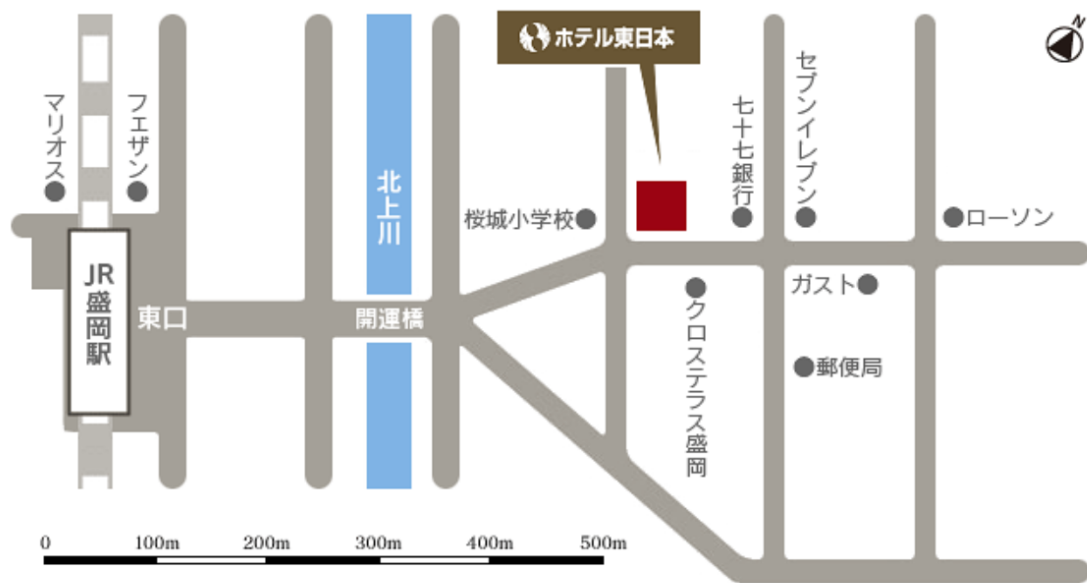 ホテル東日本
N
マリオス
フェザン
北上川
桜城小学校
七十七銀行
セブンイレブン
ローソン
JR盛岡駅
東口
開運橋
クロステラス盛岡
ガスト
郵便局
0 100m 200m 300m 400m 500m